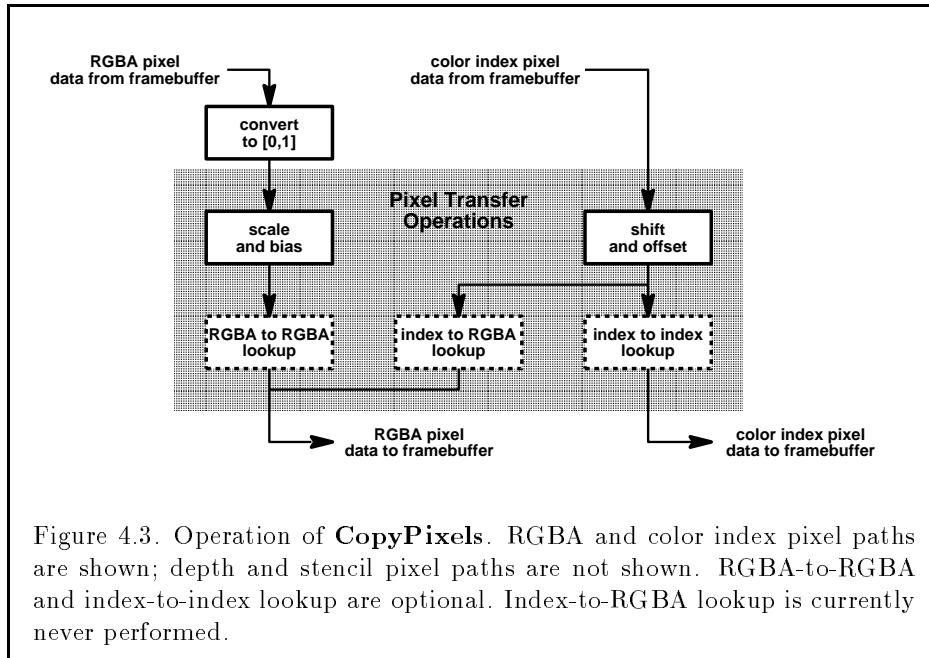 RGBA pixel
data from framebuffer
color index pixel
data from framebuffer
convert
to [0,1]
Pixel Transfer
Operations
scale
and bias
shift
and offset
RGBA to RGBA
lookup
index to RGBA
lookup
index to index
lookup
RGBA pixel
data to framebuffer
color index pixel
data to framebuffer
Figure 4.3. Operation of CopyPixels. RGBA and color index pixel paths
are shown; depth and stencil pixel paths are not shown. RGBA-to-RGBA
and index-to-index lookup are optional. Index-to-RGBA lookup is currently
never performed.